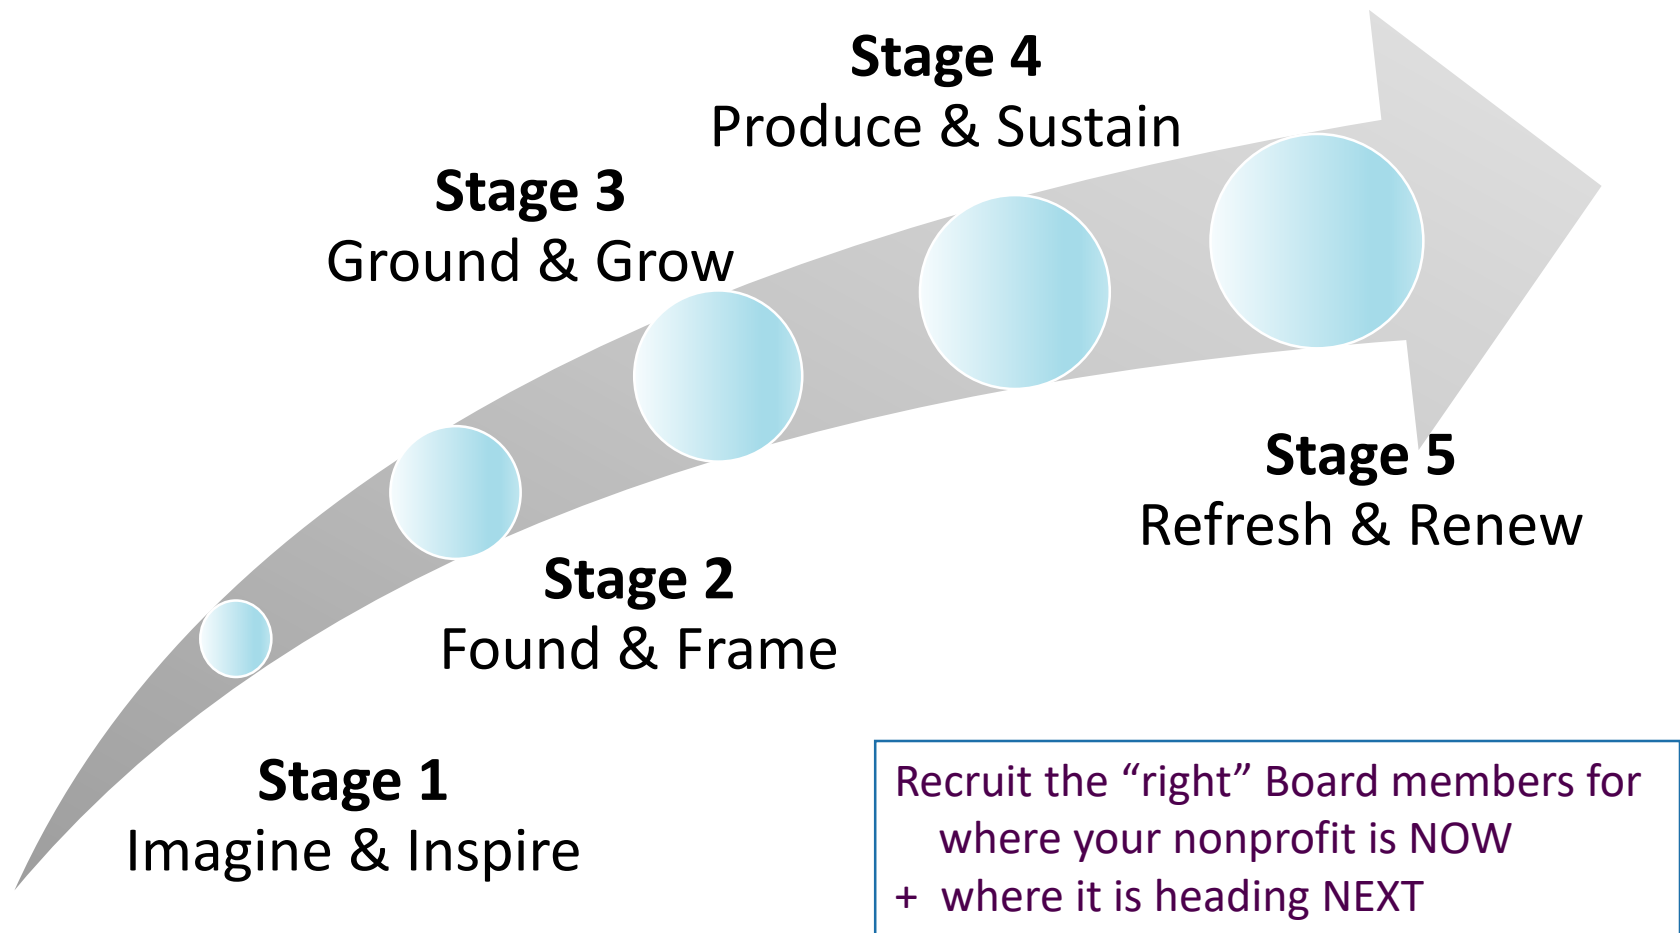 Stage 4
Produce & Sustain
Stage 3
Ground & Grow
Stage 5
Refresh & Renew
Stage 2
Found & Frame
Stage 1
Imagine & Inspire
Recruit the “right” Board members for
where your nonprofit is NOW
+ where it is heading NEXT